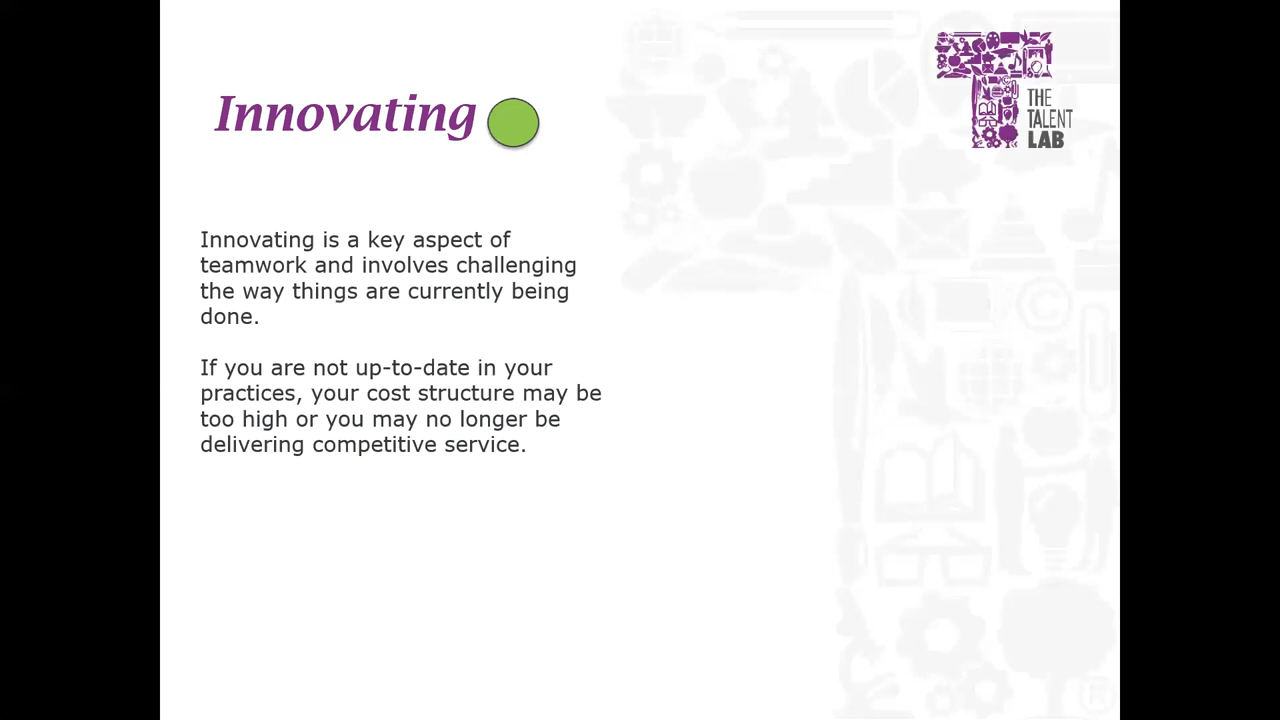 Innovating
THE
TALENT
LAB
Innovating is a key aspect of
teamwork and involves challenging
the way things are currently being
done.
If you are not up-to-date in your
practices, your cost structure may be
too high or you may no longer be
delivering competitive service.